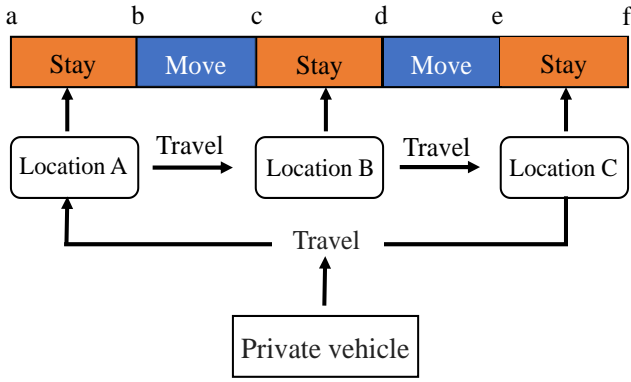 a b c d e f
Stay Move Stay Move Stay
Travel Travel
Location A Location B Location C
Travel
Private vehicle